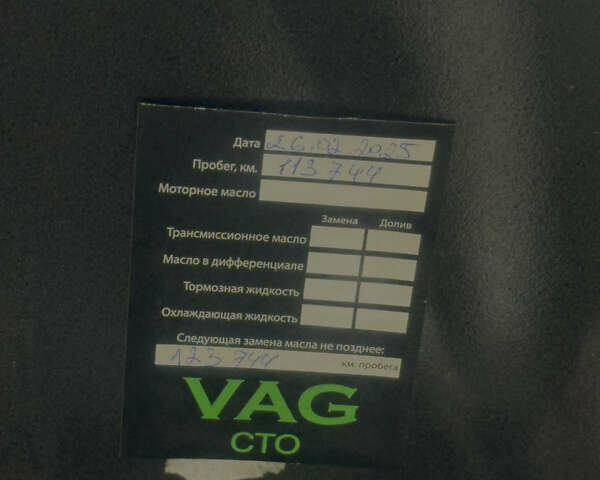 Дата 26.02.2025
Пробег, км. 113 744
Моторное масло
Замена Долив
Трансмиссионное масло
Масло в дифференциале
Тормозная жидкость
Охлаждающая жидкость
Следующая замена масла не позднее:
123 744 км. пробега
VAG
СТО